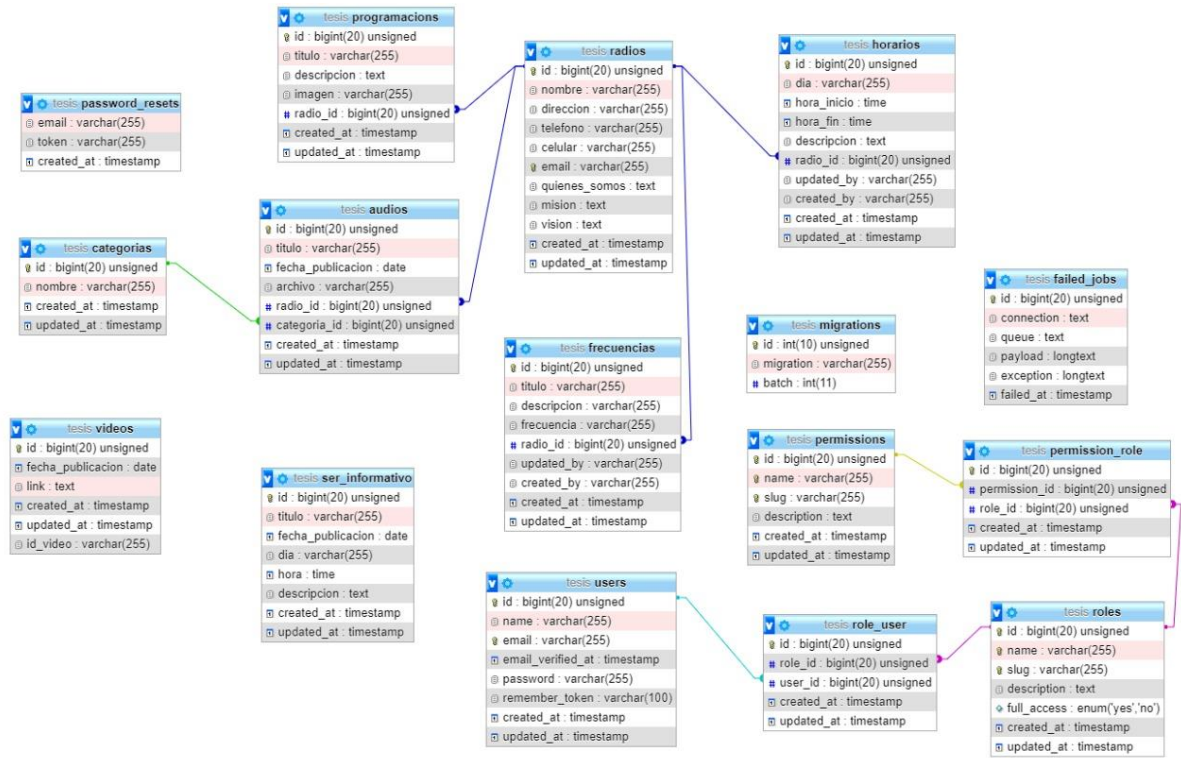 tesis programacions
id : bigint(20) unsigned
titulo : varchar(255)
descripcion : text
imagen : varchar(255)
radio_id : bigint(20) unsigned
created_at : timestamp
updated_at : timestamp
tesis radios
id : bigint(20) unsigned
nombre : varchar(255)
direccion : varchar(255)
telefono : varchar(255)
celular : varchar(255)
email : varchar(255)
quienes_somos : text
mision : text
vision : text
created_at : timestamp
updated_at : timestamp
tesis horarios
id : bigint(20) unsigned
dia : varchar(255)
hora_inicio : time
hora_fin : time
descripcion : text
radio_id : bigint(20) unsigned
updated_by : varchar(255)
created_by : varchar(255)
created_at : timestamp
updated_at : timestamp
tesis password_resets
email : varchar(255)
token : varchar(255)
created_at : timestamp
tesis audios
id : bigint(20) unsigned
titulo : varchar(255)
fecha_publicacion : date
archivo : varchar(255)
radio_id : bigint(20) unsigned
categoria_id : bigint(20) unsigned
created_at : timestamp
updated_at : timestamp
tesis categorias
id : bigint(20) unsigned
nombre : varchar(255)
created_at : timestamp
updated_at : timestamp
tesis failed_jobs
id : bigint(20) unsigned
connection : text
queue : text
payload : longtext
exception : longtext
failed_at : timestamp
tesis migrations
id : int(10) unsigned
migration : varchar(255)
batch : int(11)
tesis frecuencias
id : bigint(20) unsigned
titulo : varchar(255)
descripcion : varchar(255)
frecuencia : varchar(255)
radio_id : bigint(20) unsigned
updated_by : varchar(255)
created_by : varchar(255)
created_at : timestamp
updated_at : timestamp
tesis videos
id : bigint(20) unsigned
fecha_publicacion : date
link : text
created_at : timestamp
updated_at : timestamp
id_video : varchar(255)
tesis ser_informativo
id : bigint(20) unsigned
titulo : varchar(255)
fecha_publicacion : date
dia : varchar(255)
hora : time
descripcion : text
created_at : timestamp
updated_at : timestamp
tesis permissions
id : bigint(20) unsigned
name : varchar(255)
slug : varchar(255)
description : text
created_at : timestamp
updated_at : timestamp
tesis permission_role
id : bigint(20) unsigned
permission_id : bigint(20) unsigned
role_id : bigint(20) unsigned
created_at : timestamp
updated_at : timestamp
tesis users
id : bigint(20) unsigned
name : varchar(255)
email : varchar(255)
email_verified_at : timestamp
password : varchar(255)
remember_token : varchar(100)
created_at : timestamp
updated_at : timestamp
tesis role_user
id : bigint(20) unsigned
role_id : bigint(20) unsigned
user_id : bigint(20) unsigned
created_at : timestamp
updated_at : timestamp
tesis roles
id : bigint(20) unsigned
name : varchar(255)
slug : varchar(255)
description : text
full_access : enum('yes','no')
created_at : timestamp
updated_at : timestamp